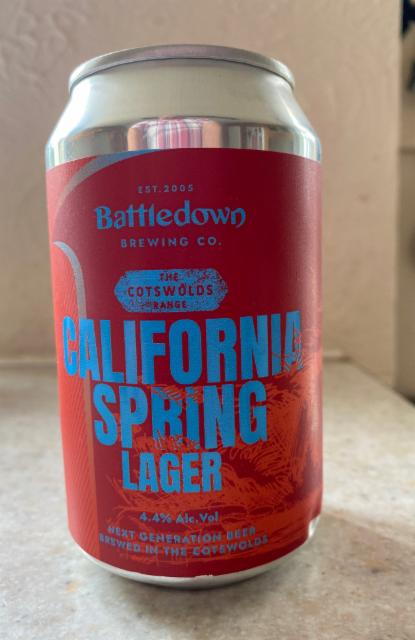 EST.2005
Battledown
BREWING CO.
THE
COTSWOLDS
RANGE
CALIFORNIA
SPRING
LAGER
4.4% Alc.Vol
NEXT GENERATION BEER
BREWED IN THE COTSWOLDS